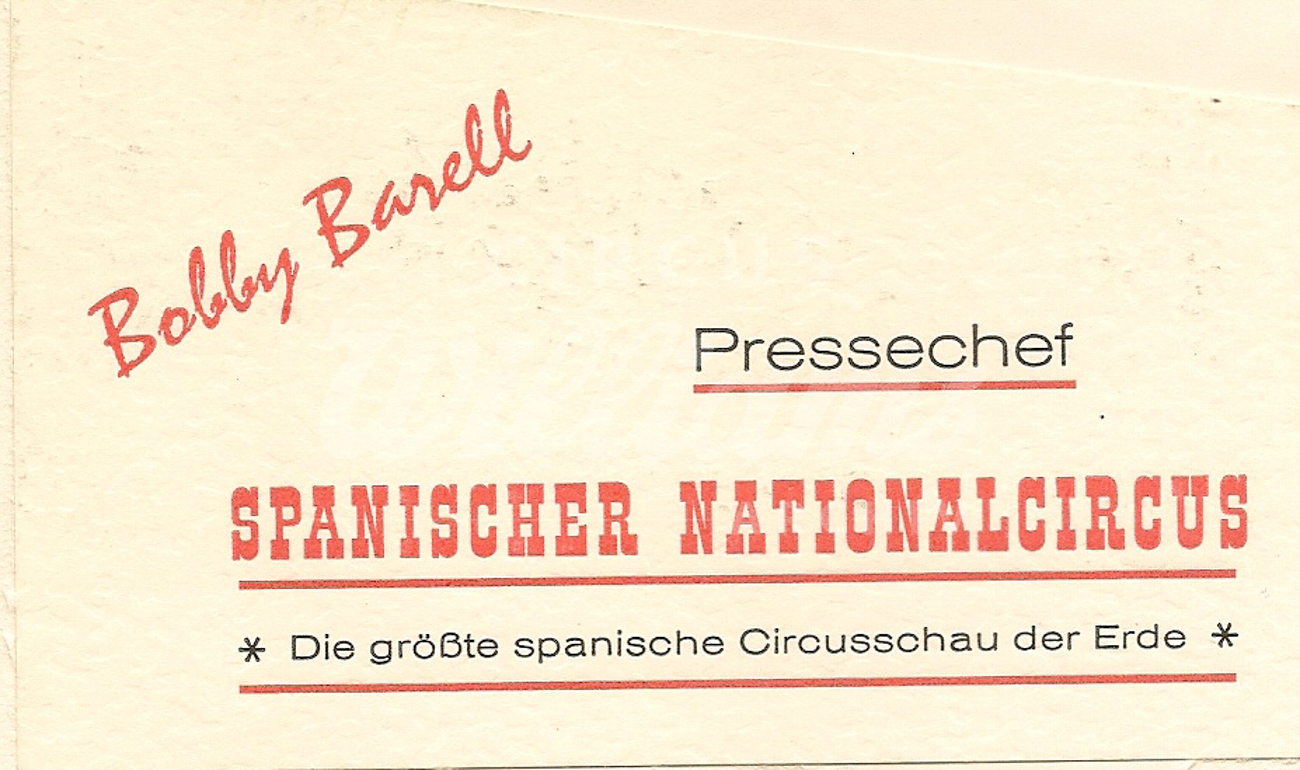 Bobby Barell
Pressechef
SPANISCHER NATIONALCIRCUS
* Die größte spanische Circusschau der Erde *